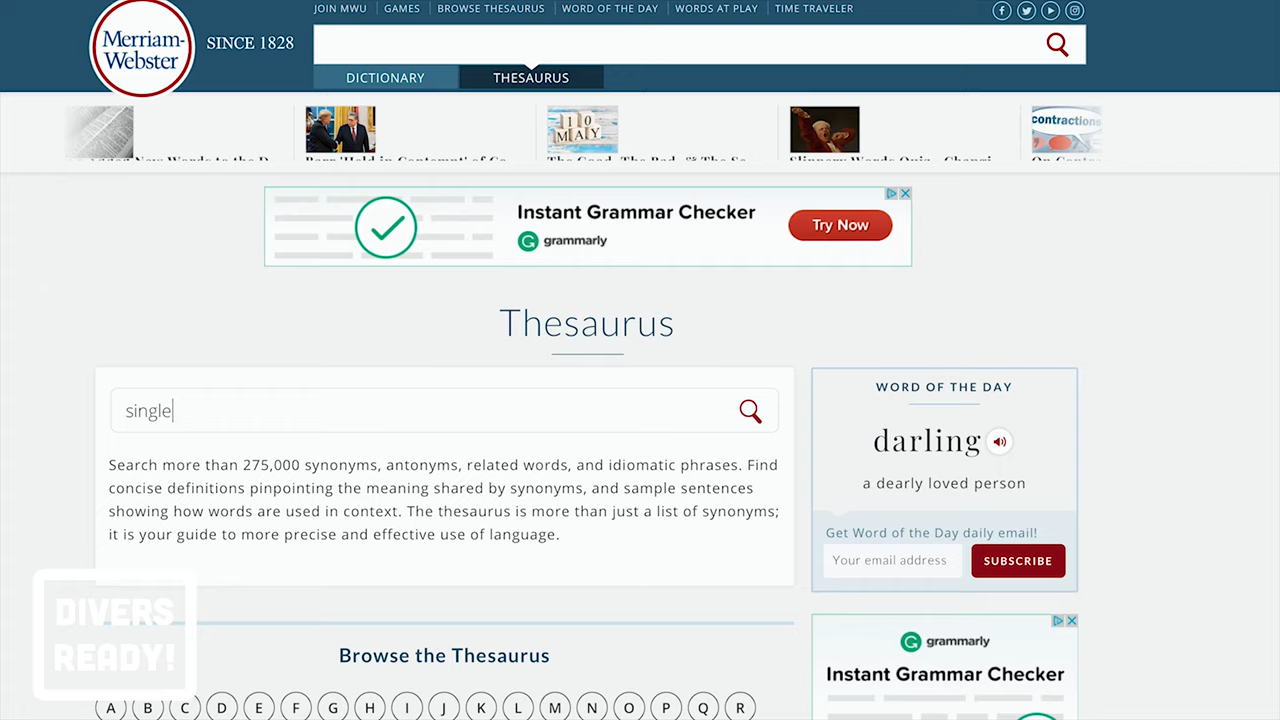 JOIN MWU GAMES BROWSE THESAURUS WORD OF THE DAY WORDS AT PLAY TIME TRAVELER
Merriam-
Webster
SINCE 1828
DICTIONARY THESAURUS
10
MAY
contractions
Instant Grammar Checker
grammarly
Try Now
Thesaurus
single
Search more than 275,000 synonyms, antonyms, related words, and idiomatic phrases. Find
concise definitions pinpointing the meaning shared by synonyms, and sample sentences
showing how words are used in context. The thesaurus is more than just a list of synonyms;
it is your guide to more precise and effective use of language.
WORD OF THE DAY
darling
a dearly loved person
Get Word of the Day daily email!
Your email address SUBSCRIBE
DIVERS
READY!
Browse the Thesaurus
A B C D E F G H I J K L M N O P Q R
grammarly
Instant Grammar Checker